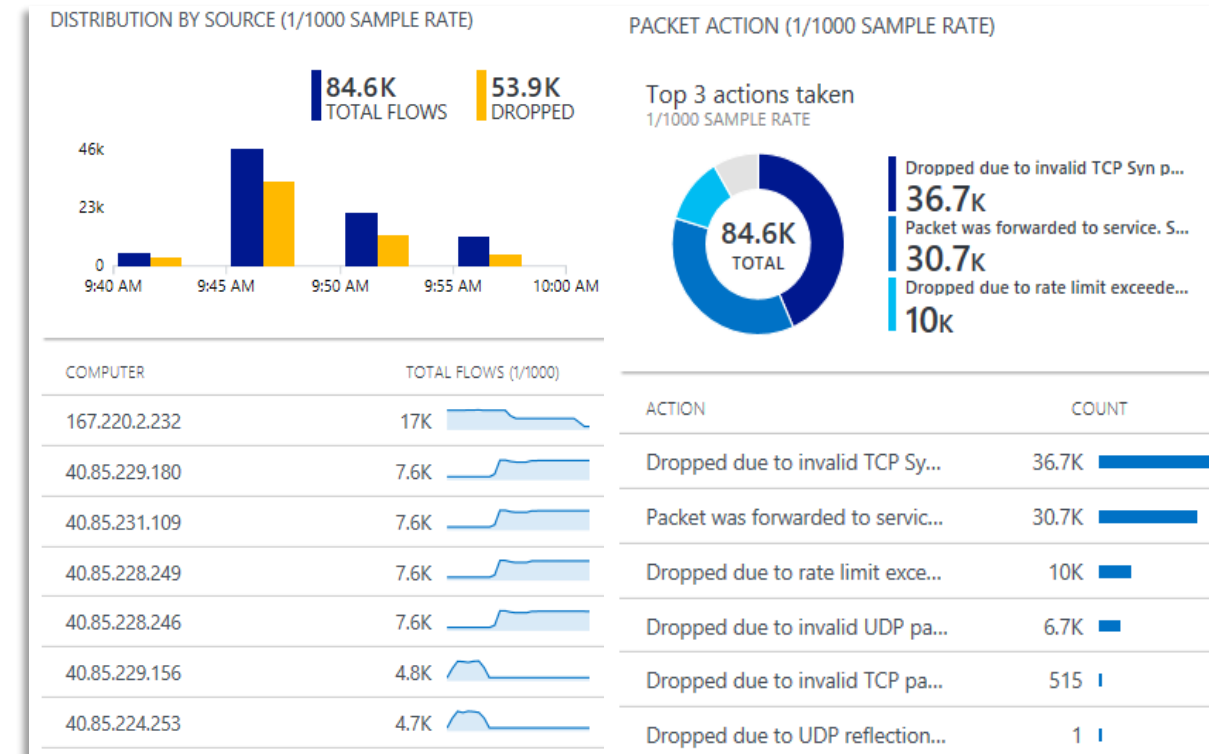 DISTRIBUTION BY SOURCE (1/1000 SAMPLE RATE)
84.6K
TOTAL FLOWS
53.9K
DROPPED
46k
23k
0
9:40 AM 9:45 AM 9:50 AM 9:55 AM 10:00 AM
COMPUTER TOTAL FLOWS (1/1000)
167.220.2.232 17K
40.85.229.180 7.6K
40.85.231.109 7.6K
40.85.228.249 7.6K
40.85.228.246 7.6K
40.85.229.156 4.8K
40.85.224.253 4.7K
PACKET ACTION (1/1000 SAMPLE RATE)
Top 3 actions taken
1/1000 SAMPLE RATE
84.6K
TOTAL
Dropped due to invalid TCP Syn p...
36.7K
Packet was forwarded to service. S...
30.7K
Dropped due to rate limit exceede...
10K
ACTION COUNT
Dropped due to invalid TCP Sy... 36.7K
Packet was forwarded to servic... 30.7K
Dropped due to rate limit exce... 10K
Dropped due to invalid UDP pa... 6.7K
Dropped due to invalid TCP pa... 515
Dropped due to UDP reflection... 1